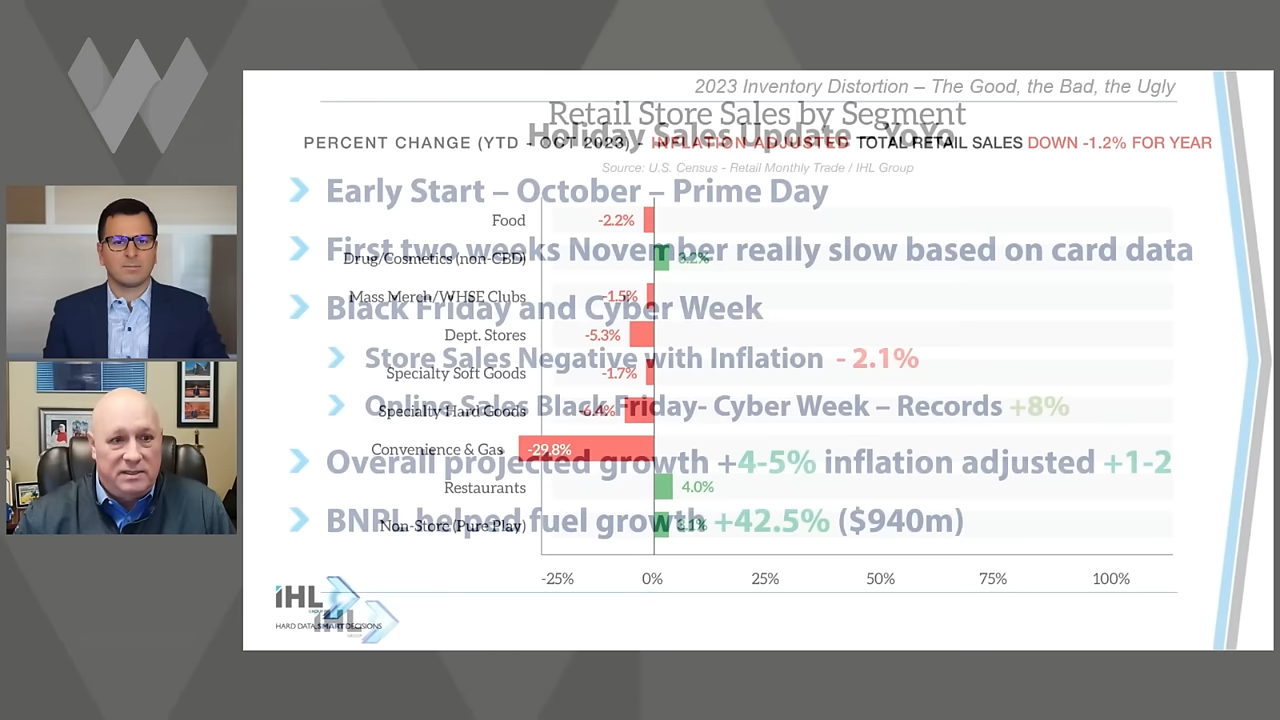 2023 Inventory Distortion – The Good, the Bad, the Ugly
Retail Store Sales by Segment
Holiday Sales Update – YoYo
PERCENT CHANGE (YTD - OCT 2023) - INFLATION ADJUSTED TOTAL RETAIL SALES DOWN -1.2% FOR YEAR
Source: U.S. Census - Retail Monthly Trade / IHL Group
Early Start – October – Prime Day
Food -2.2%
First two weeks November really slow based on card data
Drug/Cosmetics (non-CBD) 3.2%
Mass Merch/WHSE Clubs -1.5%
Black Friday and Cyber Week
Dept. Stores -5.3%
Store Sales Negative with Inflation - 2.1%
Specialty Soft Goods -1.7%
Online Sales Black Friday- Cyber Week – Records +8%
Specialty Hard Goods -6.4%
Convenience & Gas -29.8%
Overall projected growth +4-5% inflation adjusted +1-2
Restaurants 4.0%
BNPL helped fuel growth +42.5% ($940m)
Non-Store (Pure Play) 3.1%
-25% 0% 25% 50% 75% 100%
IHL
GROUP
HARD DATA. SMART DECISIONS
IHL
GROUP